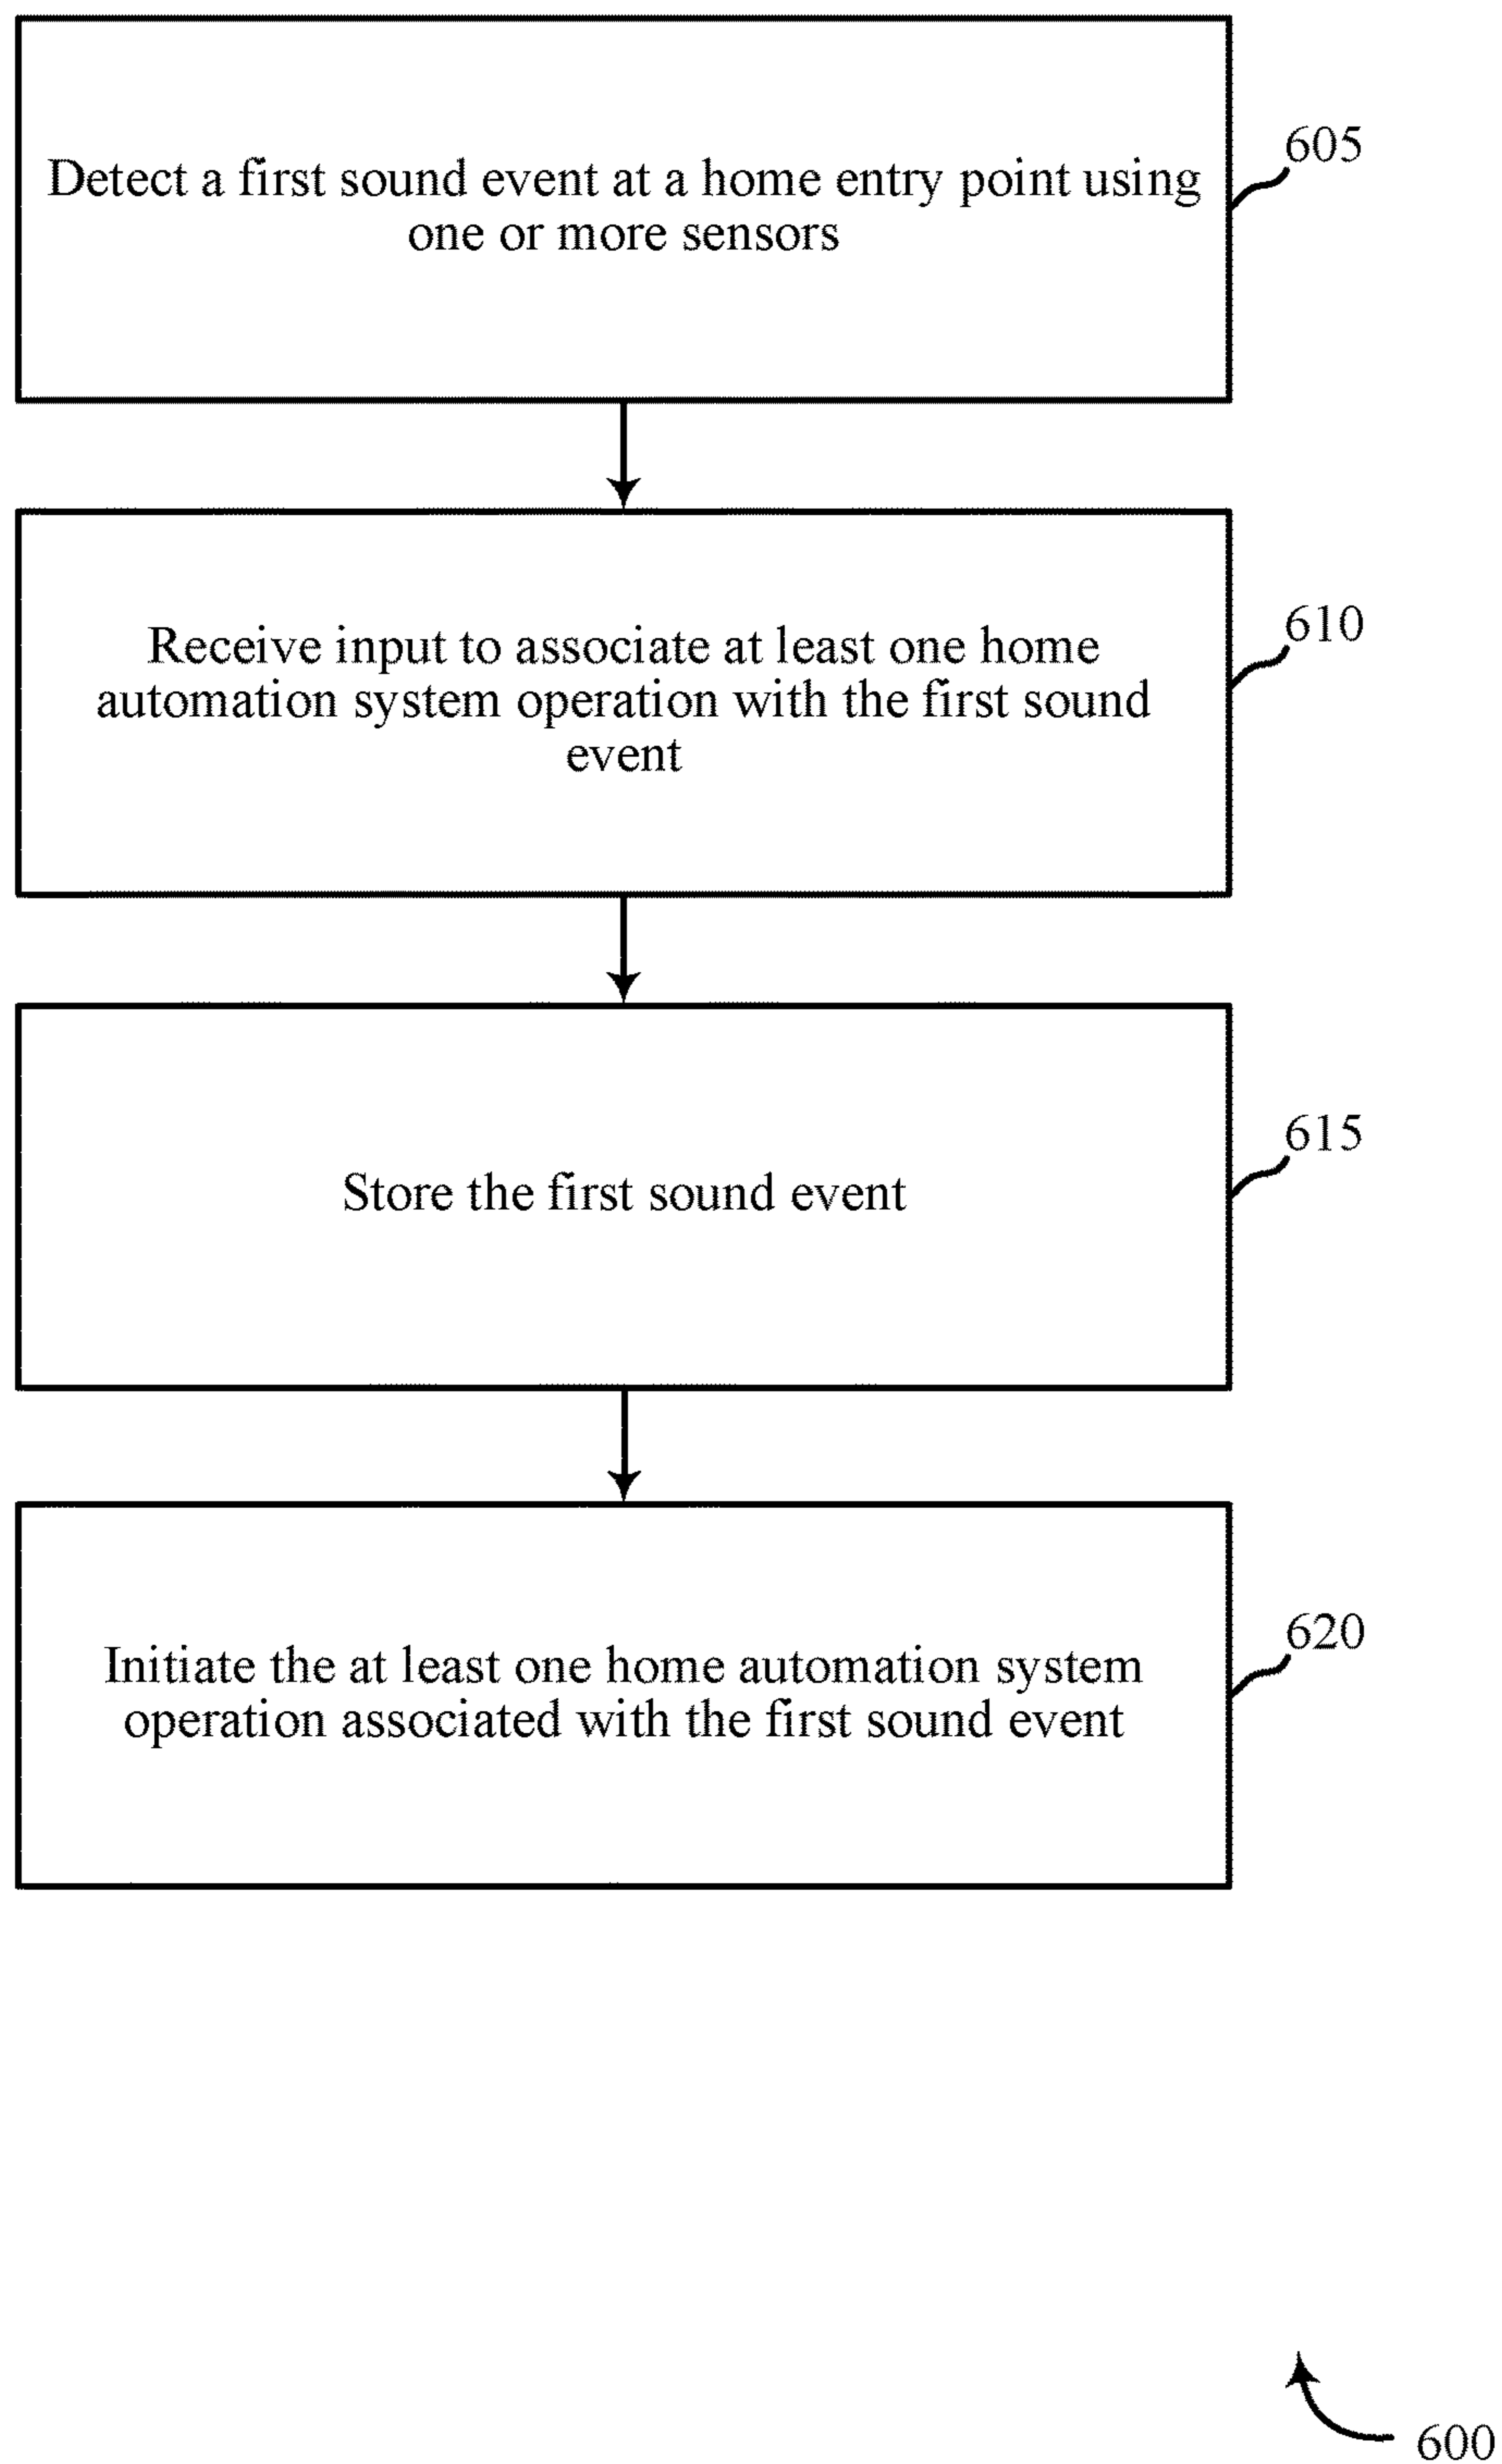 Detect a first sound event at a home entry point using
one or more sensors
605
Receive input to associate at least one home
automation system operation with the first sound
event
610
Store the first sound event
615
Initiate the at least one home automation system
operation associated with the first sound event
620
600